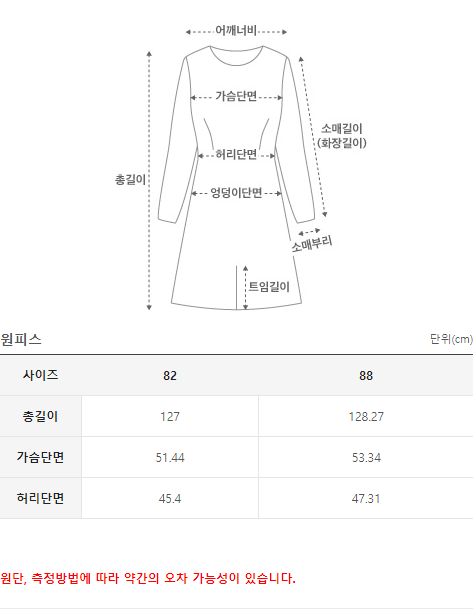 어깨너비
가슴단면
소매길이
(화장길이)
허리단면
총길이
엉덩이단면
소매부리
트임길이
원피스 단위(cm)
사이즈 82 88
총길이 127 128.27
가슴단면 51.44 53.34
허리단면 45.4 47.31
원단, 측정방법에 따라 약간의 오차 가능성이 있습니다.